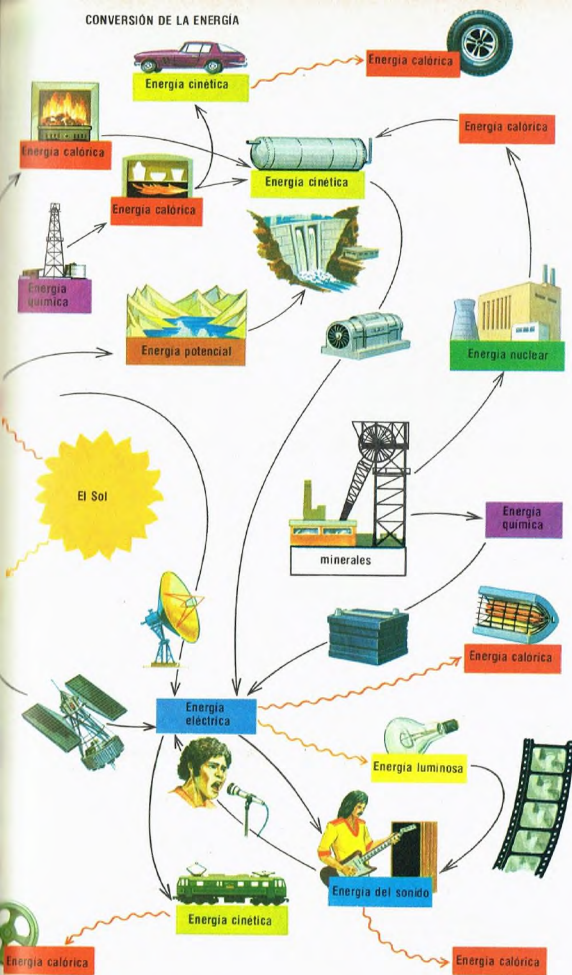 CONVERSIÓN DE LA ENERGÍA
Energía cinética
Energía calórica
Energía calórica
Energía calórica
Energía cinética
Energía calórica
Energía
química
Energía potencial
Energía nuclear
El Sol
minerales
Energía
química
Energía calórica
Energía
eléctrica
Energía luminosa
Energía del sonido
Energía cinética
Energía calórica
Energía calórica